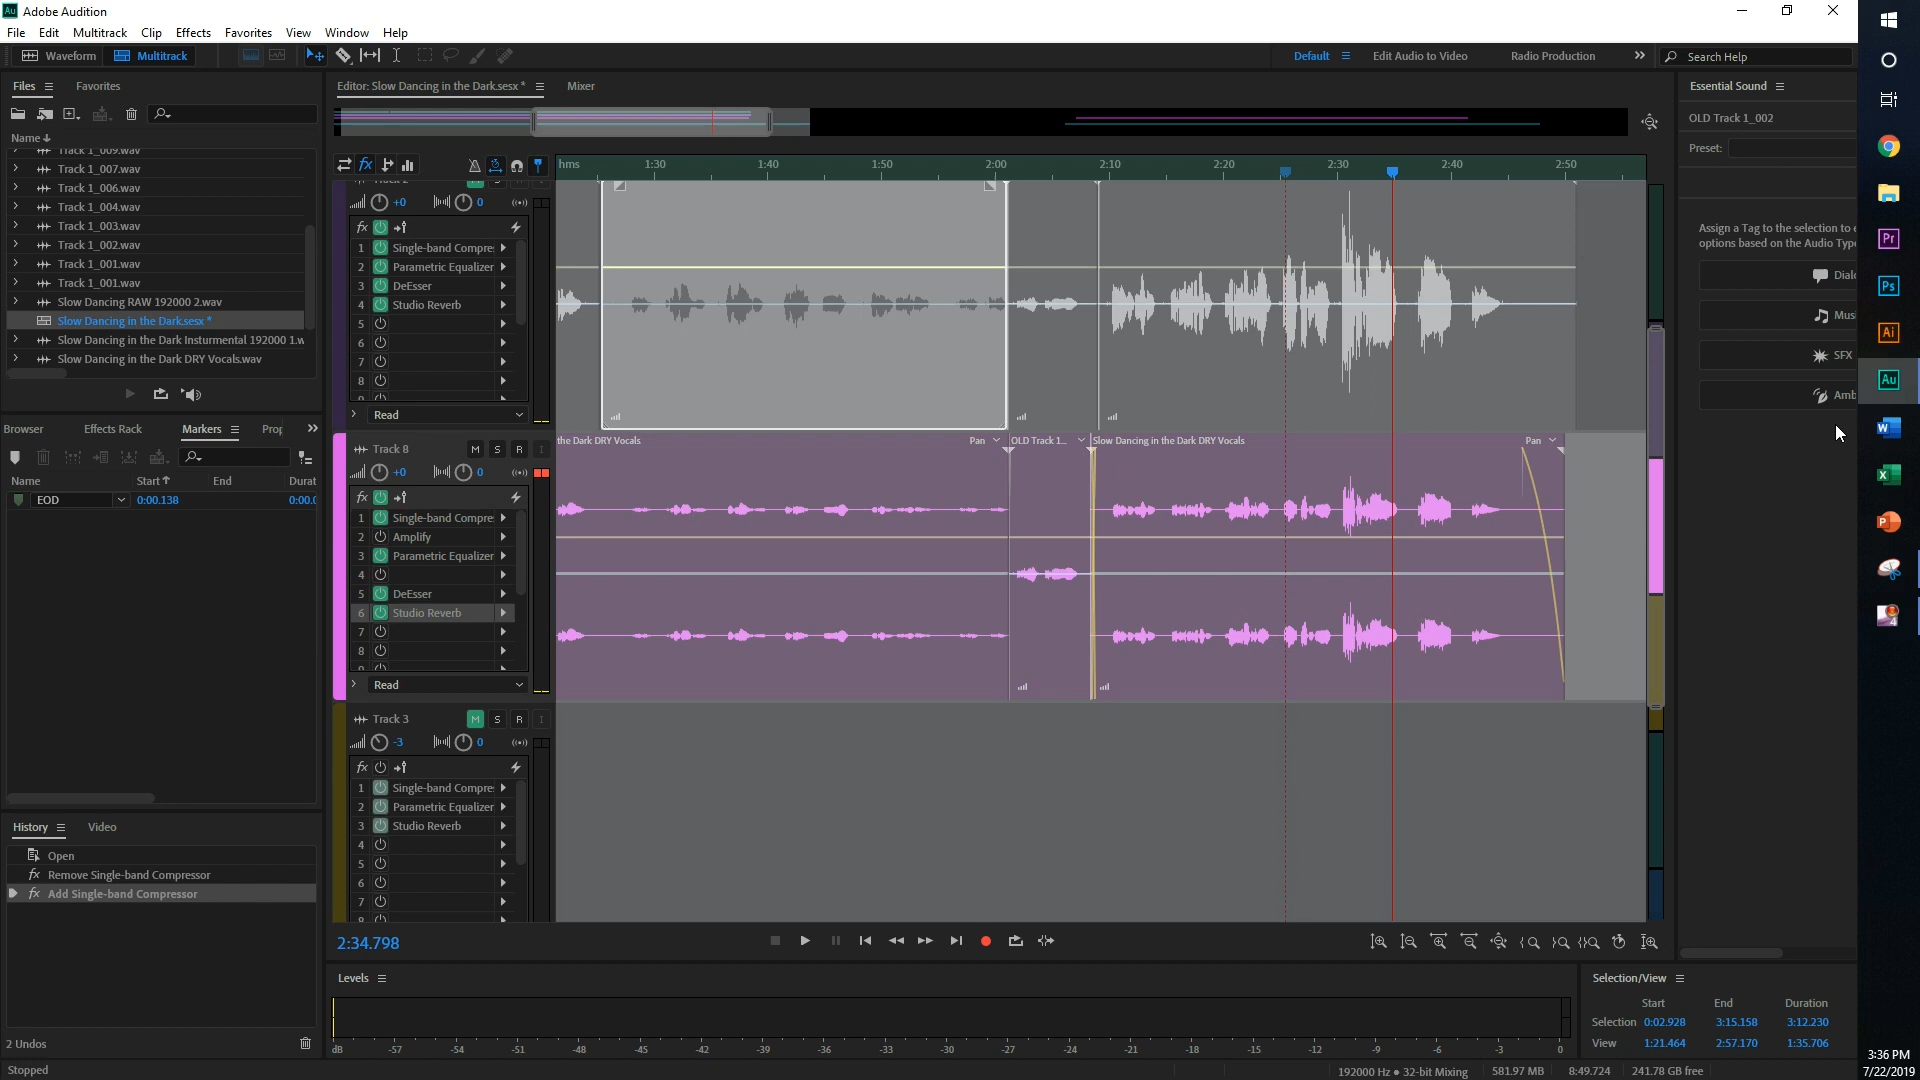 Au Adobe Audition
File Edit Multitrack Clip Effects Favorites View Window Help
Waveform Multitrack Default Edit Audio to Video Radio Production Search Help
Files Favorites
Editor: Slow Dancing in the Dark.sesx * Mixer
Essential Sound
OLD Track 1_002
Preset:
Name
Track 1_009.wav
Track 1_007.wav
Track 1_006.wav
Track 1_004.wav
Track 1_003.wav
Track 1_002.wav
Track 1_001.wav
Track 1_001.wav
Slow Dancing RAW 192000 2.wav
Slow Dancing in the Dark.sesx *
Slow Dancing in the Dark Insturmental 192000 1.w
Slow Dancing in the Dark DRY Vocals.wav
hms 1:30 1:40 1:50 2:00 2:10 2:20 2:30 2:40 2:50
+0 0
fx
1 Single-band Compre
2 Parametric Equalizer
3 DeEsser
4 Studio Reverb
5
6
7
8
9
Read
Assign a Tag to the selection to e
options based on the Audio Type
Dialo
Musi
SFX
Amb
Browser Effects Rack Markers Prop
Name Start End Durat
EOD 0:00.138 0:00.0
Track 8 M S R I
+0 0
fx
1 Single-band Compre
2 Amplify
3 Parametric Equalizer
4
5 DeEsser
6 Studio Reverb
7
8
9
Read
the Dark DRY Vocals Pan OLD Track 1... Slow Dancing in the Dark DRY Vocals Pan
Track 3 M S R I
-3 0
fx
1 Single-band Compre
2 Parametric Equalizer
3 Studio Reverb
4
5
6
7
8
History Video
Open
fx Remove Single-band Compressor
fx Add Single-band Compressor
2 Undos
2:34.798
Levels
dB -57 -54 -51 -48 -45 -42 -39 -36 -33 -30 -27 -24 -21 -18 -15 -12 -9 -6 -3 0
Selection/View
Start End Duration
Selection 0:02.928 3:15.158 3:12.230
View 1:21.464 2:57.170 1:35.706
Stopped
192000 Hz • 32-bit Mixing 581.97 MB 8:49.724 241.78 GB free
Pr
Ps
Ai
Au
3:36 PM
7/22/2019